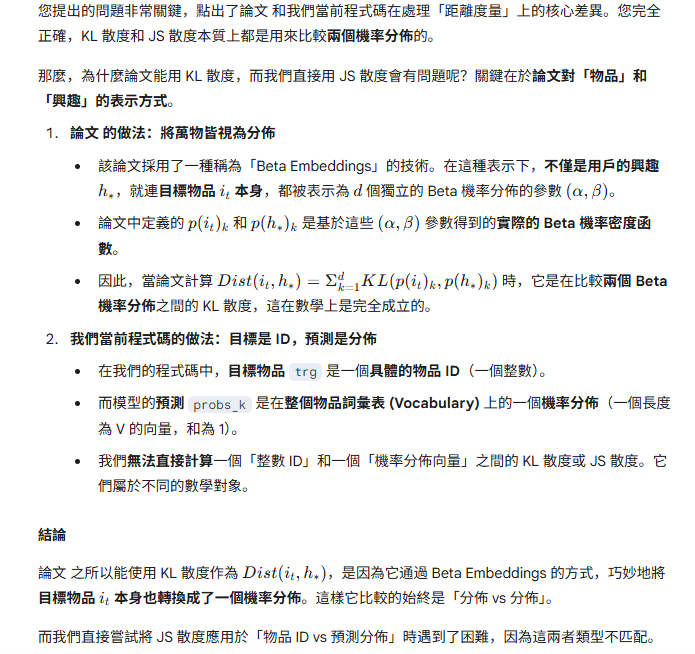 您提出的問題非常關鍵，點出了論文 和我們當前程式碼在處理「距離度量」上的核心差異。您完全
正確，KL 散度和 JS 散度本質上都是用來比較兩個機率分佈的。
那麼，為什麼論文能用 KL 散度，而我們直接用 JS 散度會有問題呢？關鍵在於論文對「物品」和
「興趣」的表示方式。
1. 論文 的做法：將萬物皆視為分佈
• 該論文採用了一種稱為「Beta Embeddings」的技術。在這種表示下，不僅是用戶的興趣
h∗，就連目標物品 iₜ 本身，都被表示為 d 個獨立的 Beta 機率分佈的參數 (α, β)。
• 論文中定義的 p(iₜ)ₖ 和 p(h∗)ₖ 是基於這些 (α, β) 參數得到的實際的 Beta 機率密度函
數。
• 因此，當論文計算 Dist(iₜ, h∗) = Σᵈₖ₌₁KL(p(iₜ)ₖ, p(h∗)ₖ) 時，它是在比較兩個 Beta
機率分佈之間的 KL 散度，這在數學上是完全成立的。
2. 我們當前程式碼的做法：目標是 ID，預測是分佈
• 在我們的程式碼中，目標物品 trg 是一個具體的物品 ID（一個整數）。
• 而模型的預測 probs_k 是在整個物品詞彙表 (Vocabulary) 上的一個機率分佈（一個長度
為 V 的向量，和為 1）。
• 我們無法直接計算一個「整數 ID」和一個「機率分佈向量」之間的 KL 散度或 JS 散度。它
們屬於不同的數學對象。
結論
論文 之所以能使用 KL 散度作為 Dist(iₜ, h∗)，是因為它通過 Beta Embeddings 的方式，巧妙地將
目標物品 iₜ 本身也轉換成了一個機率分佈。這樣它比較的始終是「分佈 vs 分佈」。
而我們直接嘗試將 JS 散度應用於「物品 ID vs 預測分佈」時遇到了困難，因為這兩者類型不匹配。